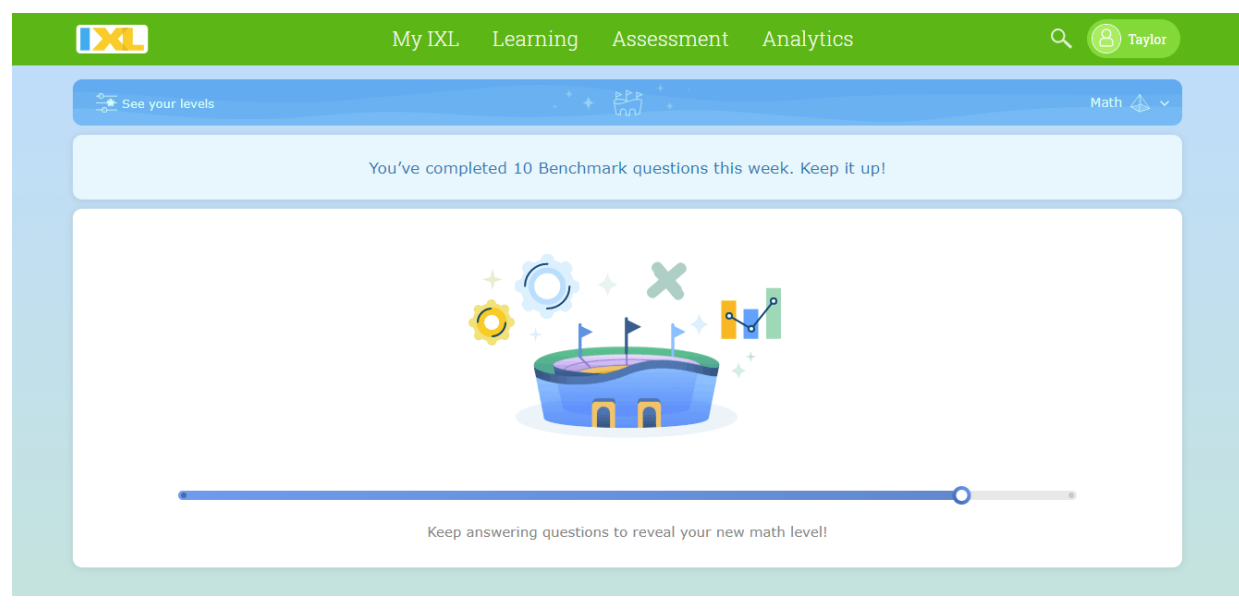 IXL
My IXL Learning Assessment Analytics
Taylor
See your levels
Math
You’ve completed 10 Benchmark questions this week. Keep it up!
Keep answering questions to reveal your new math level!